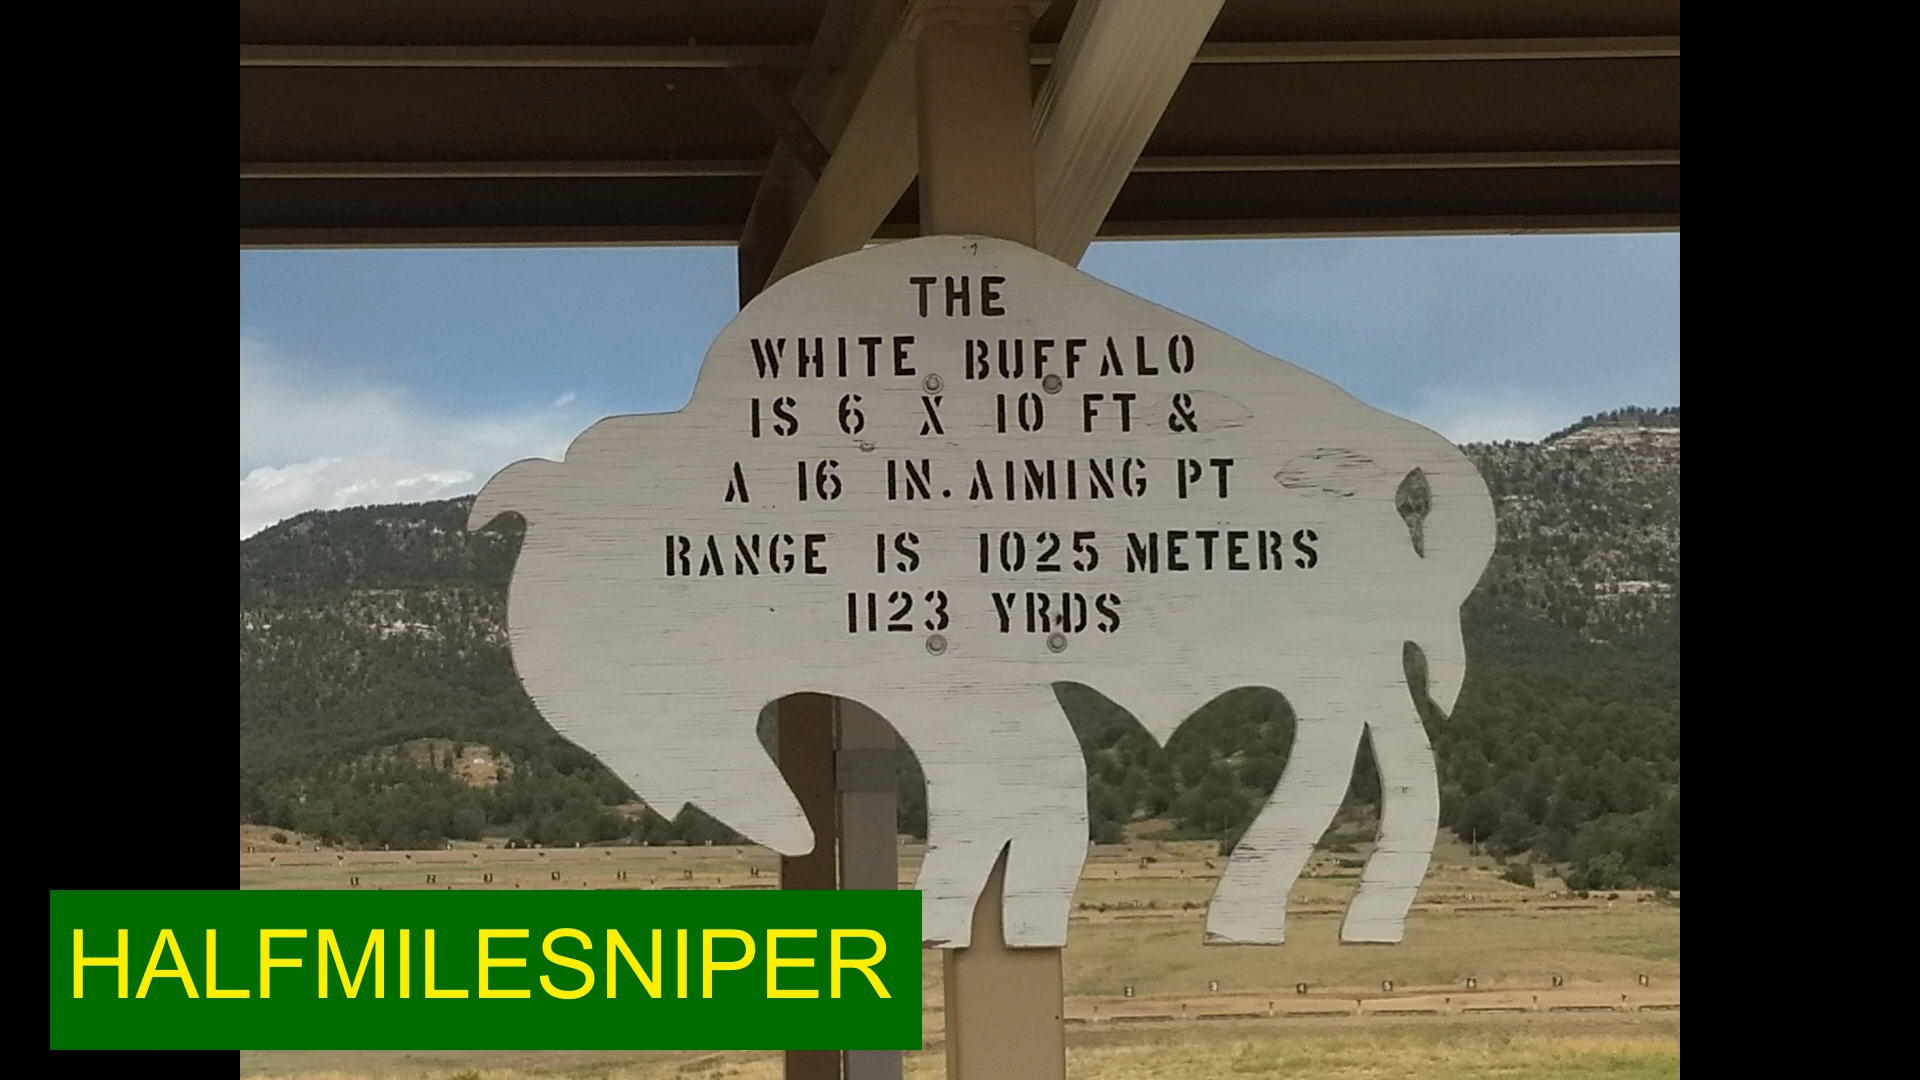 THE
WHITE BUFFALO
IS 6 X 10 FT &
A 16 IN. AIMING PT
RANGE IS 1025 METERS
1123 YRDS
HALFMILESNIPER